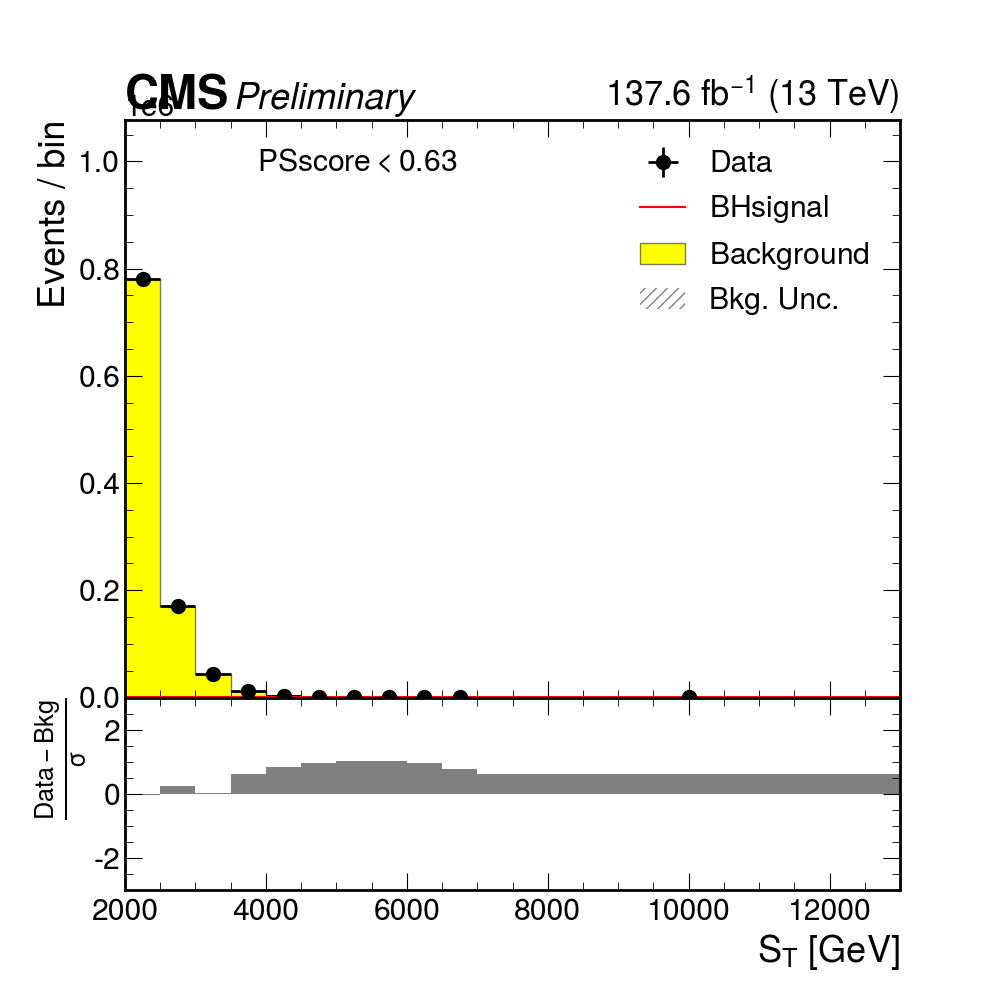 CMS Preliminary 137.6 fb⁻¹ (13 TeV)
1e6
Events / bin
PSscore < 0.63
Data
BHsignal
Background
Bkg. Unc.
1.0
0.8
0.6
0.4
0.2
0.0
Data – Bkg
σ
2
0
-2
2000 4000 6000 8000 10000 12000
S_T [GeV]